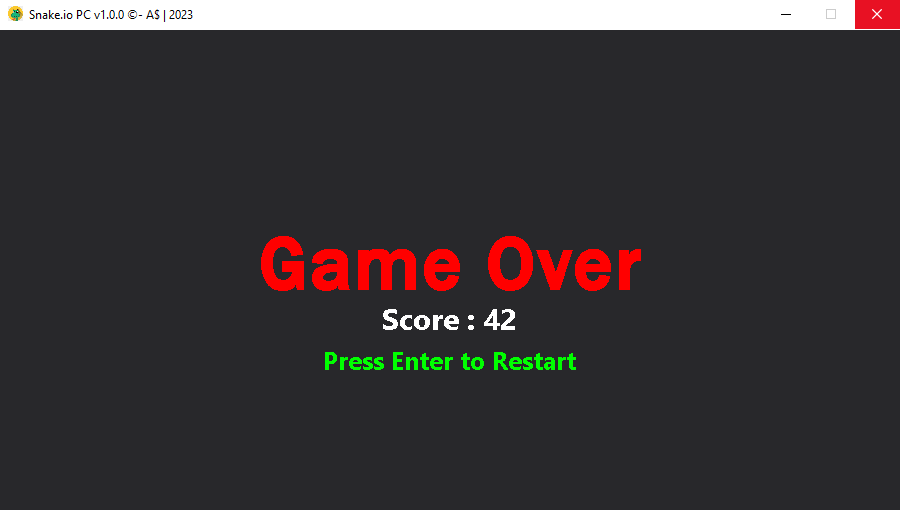 Snake.io PC v1.0.0 ©- A$ | 2023
Game Over
Score : 42
Press Enter to Restart